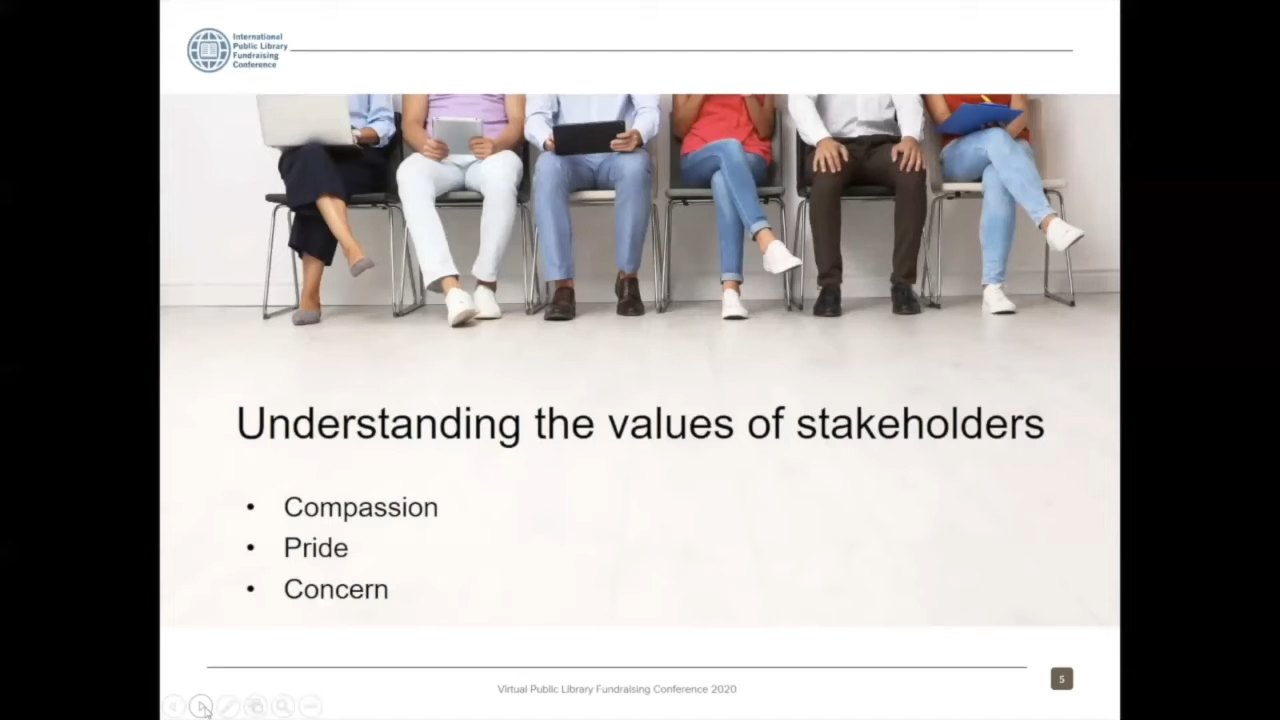 International
Public Library
Fundraising
Conference
Understanding the values of stakeholders
• Compassion
• Pride
• Concern
Virtual Public Library Fundraising Conference 2020
5